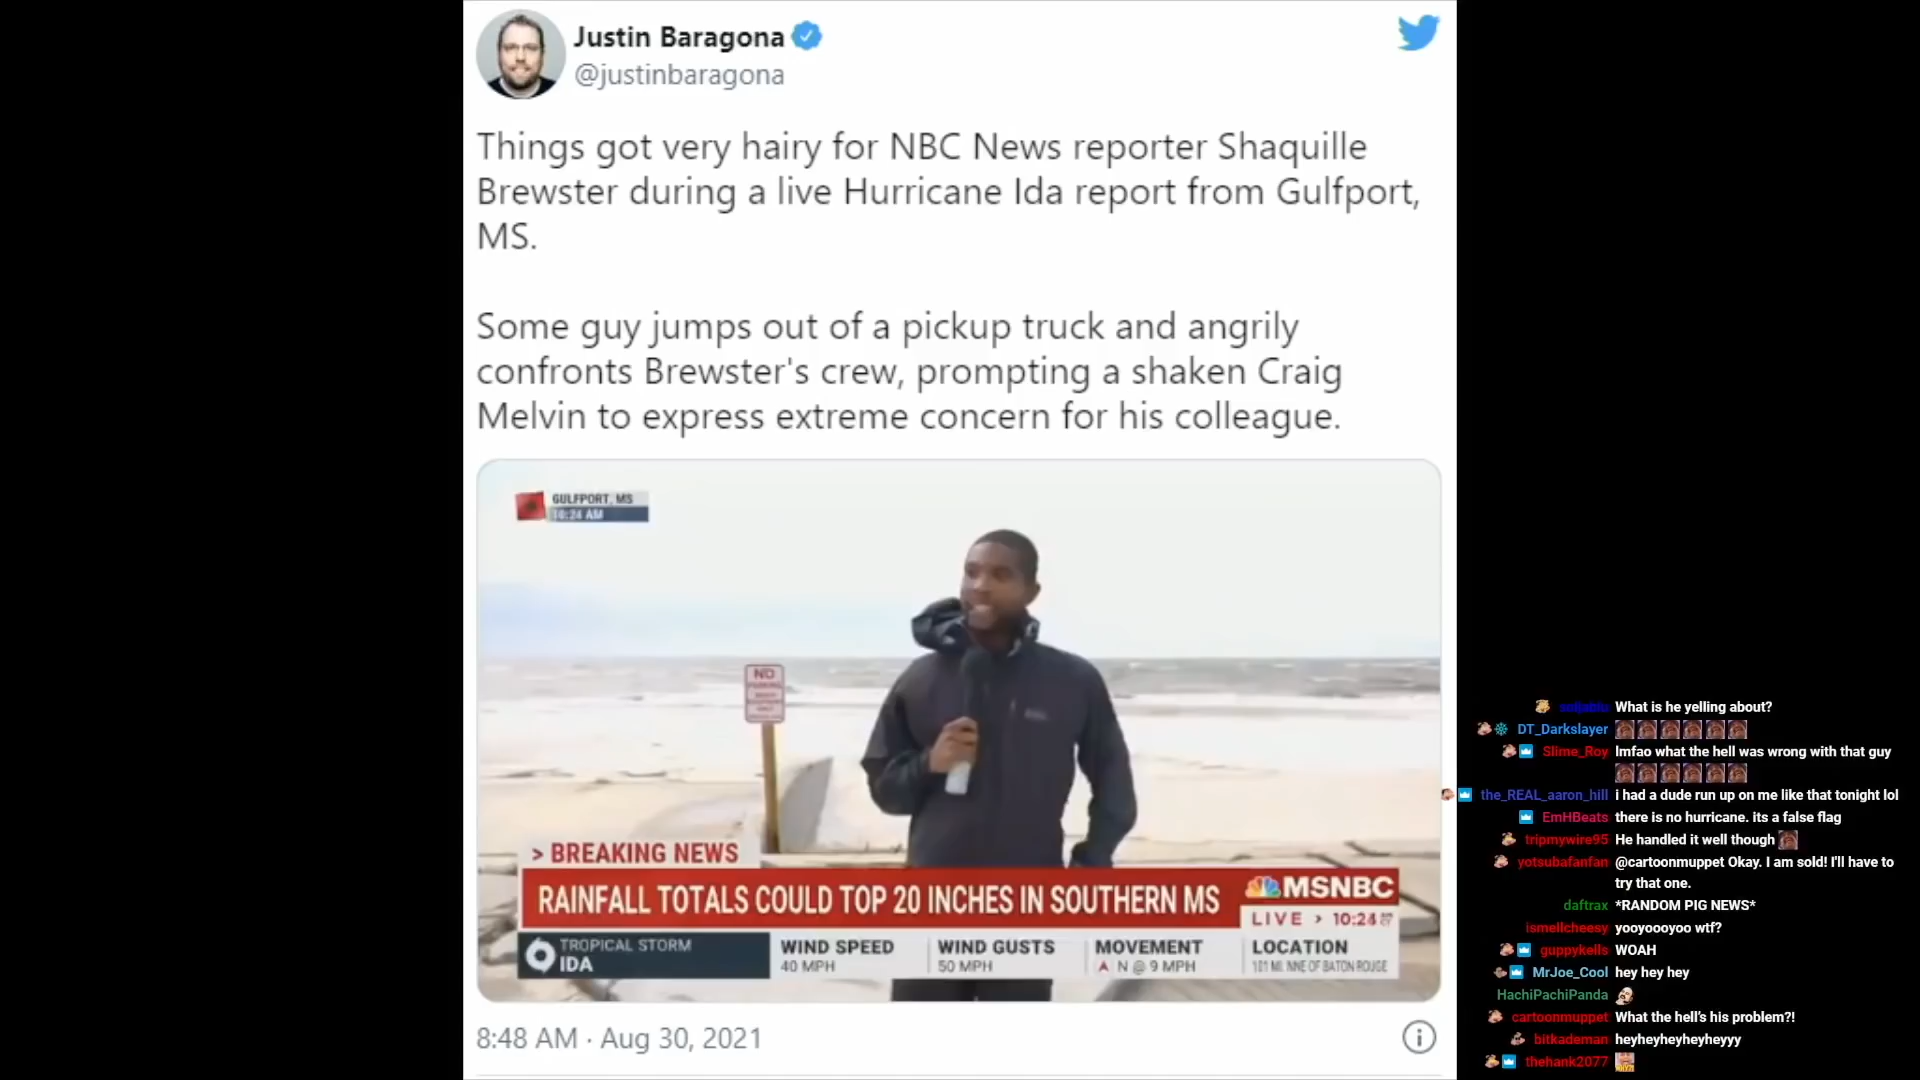 Justin Baragona
@justinbaragona
Things got very hairy for NBC News reporter Shaquille
Brewster during a live Hurricane Ida report from Gulfport,
MS.
Some guy jumps out of a pickup truck and angrily
confronts Brewster's crew, prompting a shaken Craig
Melvin to express extreme concern for his colleague.
GULFPORT, MS
10:24 AM
NO
> BREAKING NEWS
RAINFALL TOTALS COULD TOP 20 INCHES IN SOUTHERN MS
MSNBC
LIVE > 10:24
TROPICAL STORM
IDA
WIND SPEED
40 MPH
WIND GUSTS
50 MPH
MOVEMENT
N @ 9 MPH
LOCATION
101 MI. NNE OF BATON ROUGE
8:48 AM · Aug 30, 2021
What is he yelling about?
DT_Darkslayer
Slime_Roy lmfao what the hell was wrong with that guy
the_REAL_aaron_hill i had a dude run up on me like that tonight lol
EmHBeats there is no hurricane. its a false flag
tripmywire95 He handled it well though
yotsubafanfan @cartoonmuppet Okay. I am sold! I'll have to
try that one.
daftrax *RANDOM PIG NEWS*
ismellcheesy yooyoooyoo wtf?
guppykells WOAH
MrJoe_Cool hey hey hey
HachiPachiPanda
cartoonmuppet What the hell's his problem?!
bitkademan heyheyheyheyheyyy
thehank2077